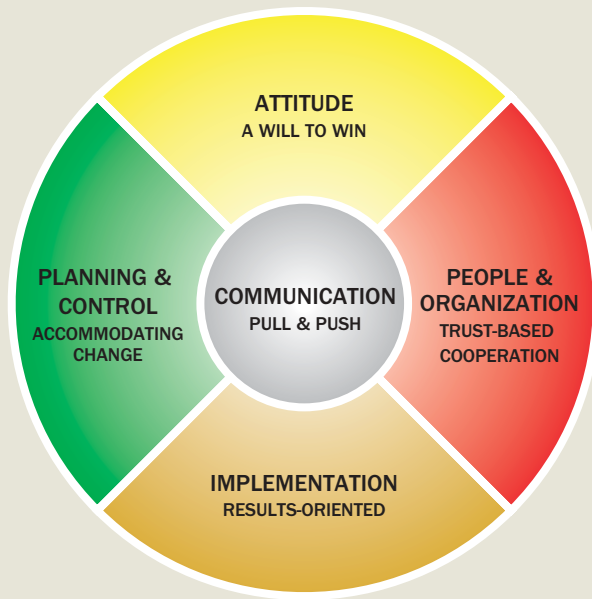 ATTITUDE
A WILL TO WIN
PLANNING &
CONTROL
ACCOMMODATING
CHANGE
COMMUNICATION
PULL & PUSH
PEOPLE &
ORGANIZATION
TRUST-BASED
COOPERATION
IMPLEMENTATION
RESULTS-ORIENTED